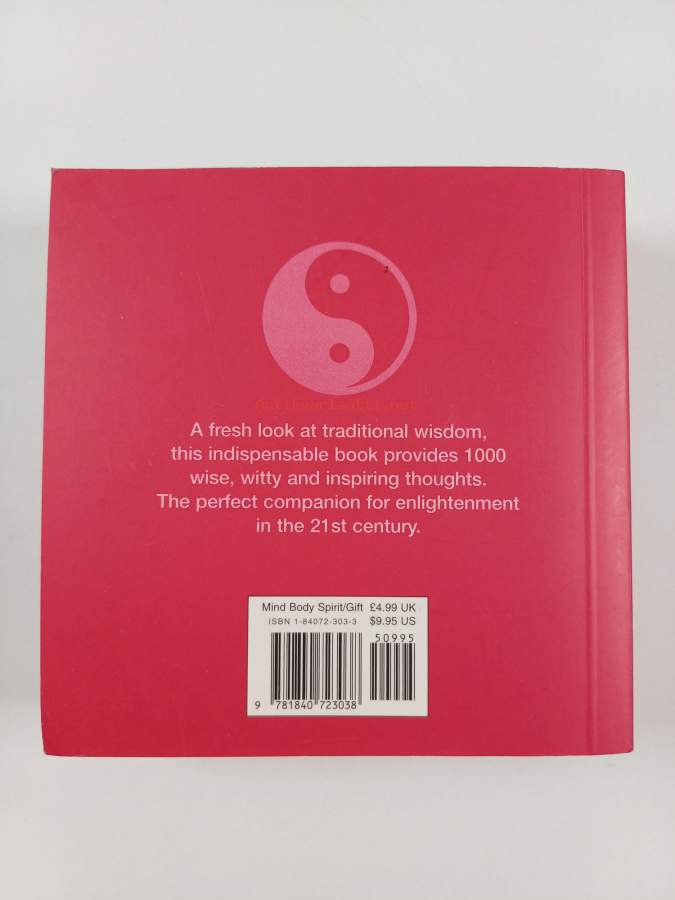 Antikvariaatti.net
A fresh look at traditional wisdom,
this indispensable book provides 1000
wise, witty and inspiring thoughts.
The perfect companion for enlightenment
in the 21st century.
Mind Body Spirit/Gift £4.99 UK
ISBN 1-84072-303-3 $9.95 US
50995
9 781840 723038